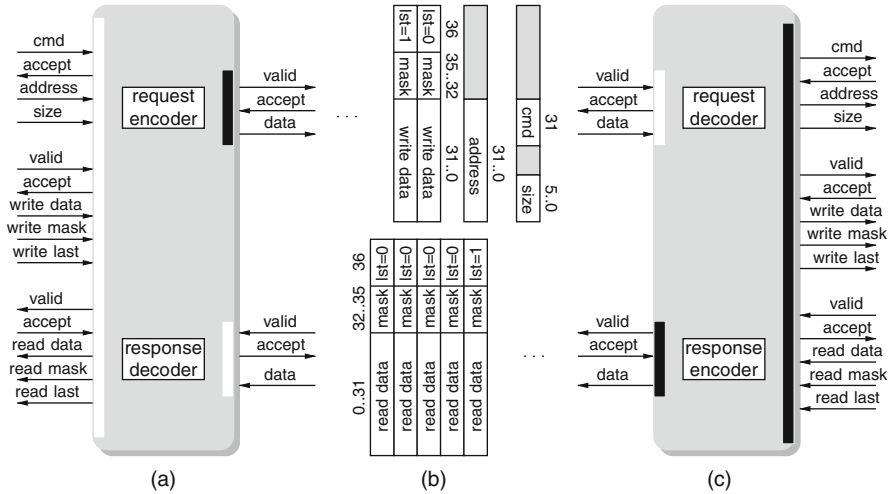 cmd
accept
address
size
valid
accept
write data
write mask
write last
valid
accept
read data
read mask
read last
request
encoder
response
decoder
valid
accept
data
valid
accept
data
(a)
. . .
lst=1 lst=0 36
mask mask 35..32
write data write data 31..0
address 31..0
cmd 31
size 5..0
36 lst=0 lst=0 lst=0 lst=0 lst=1
32..35 mask mask mask mask mask
0..31 read data read data read data read data read data
. . .
(b)
valid
accept
data
valid
accept
data
request
decoder
response
encoder
cmd
accept
address
size
valid
accept
write data
write mask
write last
valid
accept
read data
read mask
read last
(c)